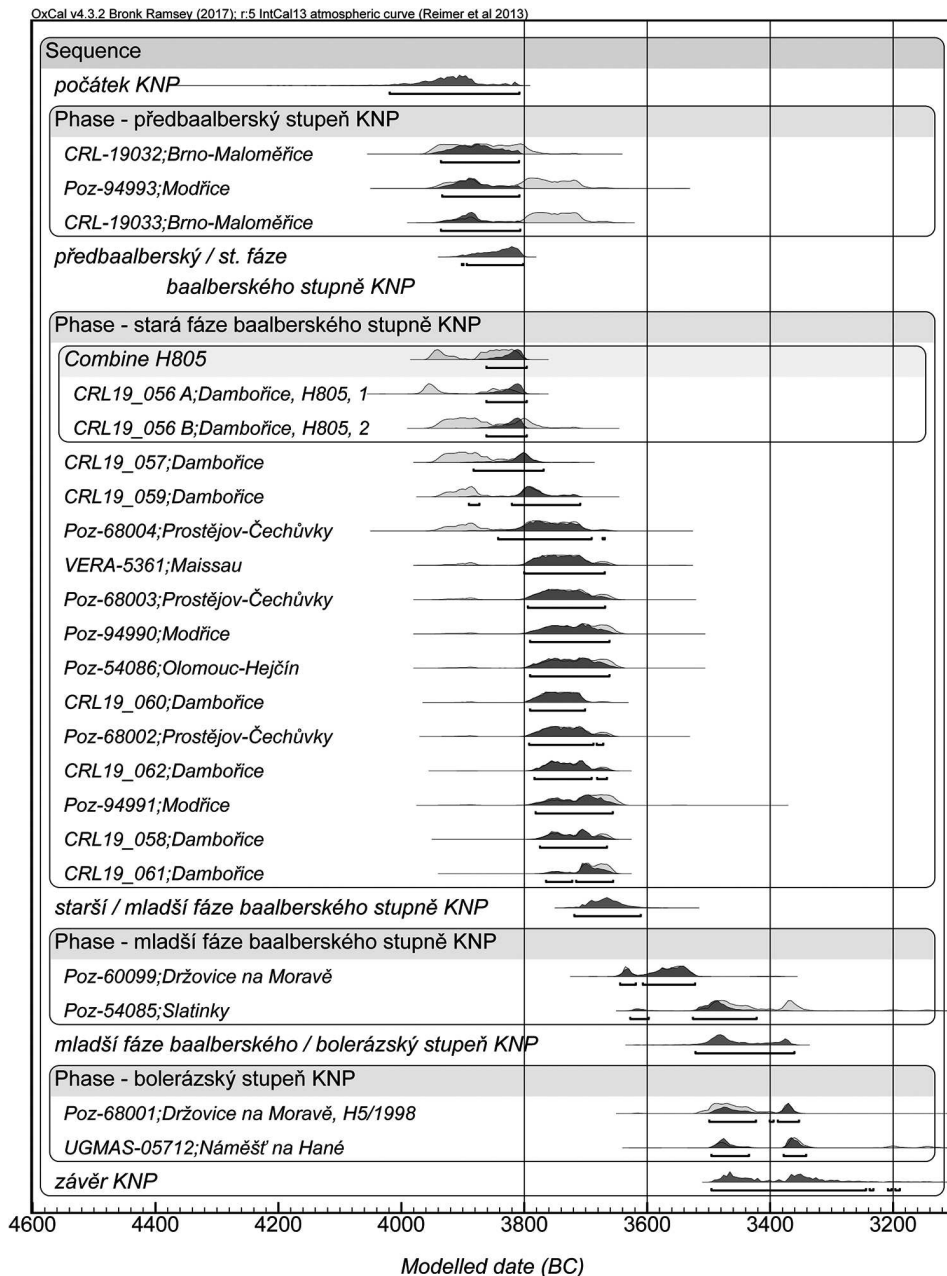 OxCal v4.3.2 Bronk Ramsey (2017); r:5 IntCal13 atmospheric curve (Reimer et al 2013)
Sequence
počátek KNP
Phase - předbaalberský stupeň KNP
CRL-19032;Brno-Maloměřice
Poz-94993;Modřice
CRL-19033;Brno-Maloměřice
předbaalberský / st. fáze
baalberského stupně KNP
Phase - stará fáze baalberského stupně KNP
Combine H805
CRL19_056 A;Dambořice, H805, 1
CRL19_056 B;Dambořice, H805, 2
CRL19_057;Dambořice
CRL19_059;Dambořice
Poz-68004;Prostějov-Čechůvky
VERA-5361;Maissau
Poz-68003;Prostějov-Čechůvky
Poz-94990;Modřice
Poz-54086;Olomouc-Hejčín
CRL19_060;Dambořice
Poz-68002;Prostějov-Čechůvky
CRL19_062;Dambořice
Poz-94991;Modřice
CRL19_058;Dambořice
CRL19_061;Dambořice
starší / mladší fáze baalberského stupně KNP
Phase - mladší fáze baalberského stupně KNP
Poz-60099;Držovice na Moravě
Poz-54085;Slatinky
mladší fáze baalberského / bolerázský stupeň KNP
Phase - bolerázský stupeň KNP
Poz-68001;Držovice na Moravě, H5/1998
UGMAS-05712;Náměšť na Hané
závěr KNP
4600 4400 4200 4000 3800 3600 3400 3200
Modelled date (BC)